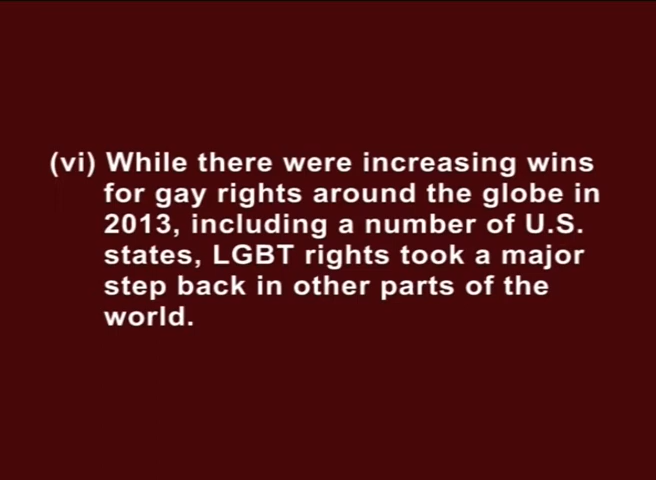 (vi) While there were increasing wins
for gay rights around the globe in
2013, including a number of U.S.
states, LGBT rights took a major
step back in other parts of the
world.